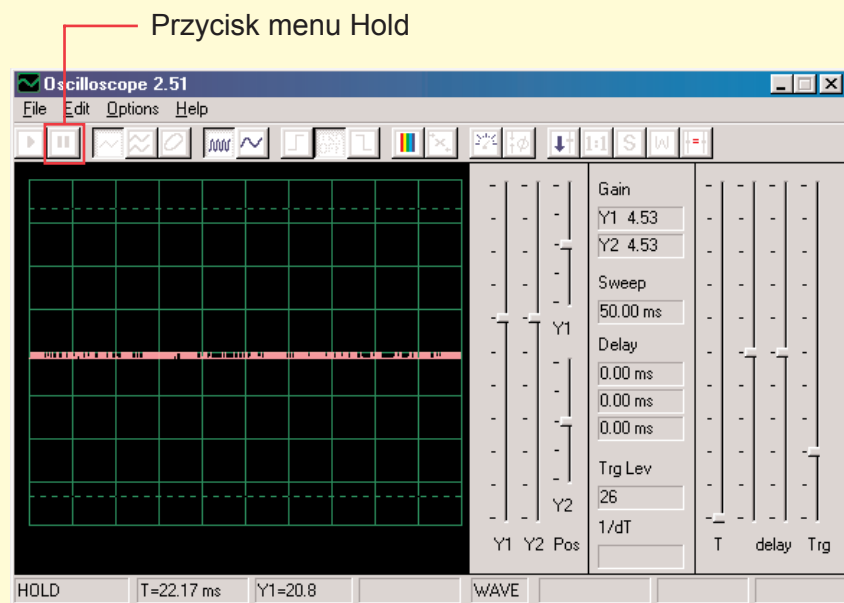 Przycisk menu Hold
Oscilloscope 2.51
File Edit Options Help
1:1 S W
Gain
Y1 4.53
Y2 4.53
Sweep
50.00 ms
Y1
Delay
0.00 ms
0.00 ms
0.00 ms
Trg Lev
26
Y2
1/dT
Y1 Y2 Pos
T delay Trg
HOLD T=22.17 ms Y1=20.8 WAVE